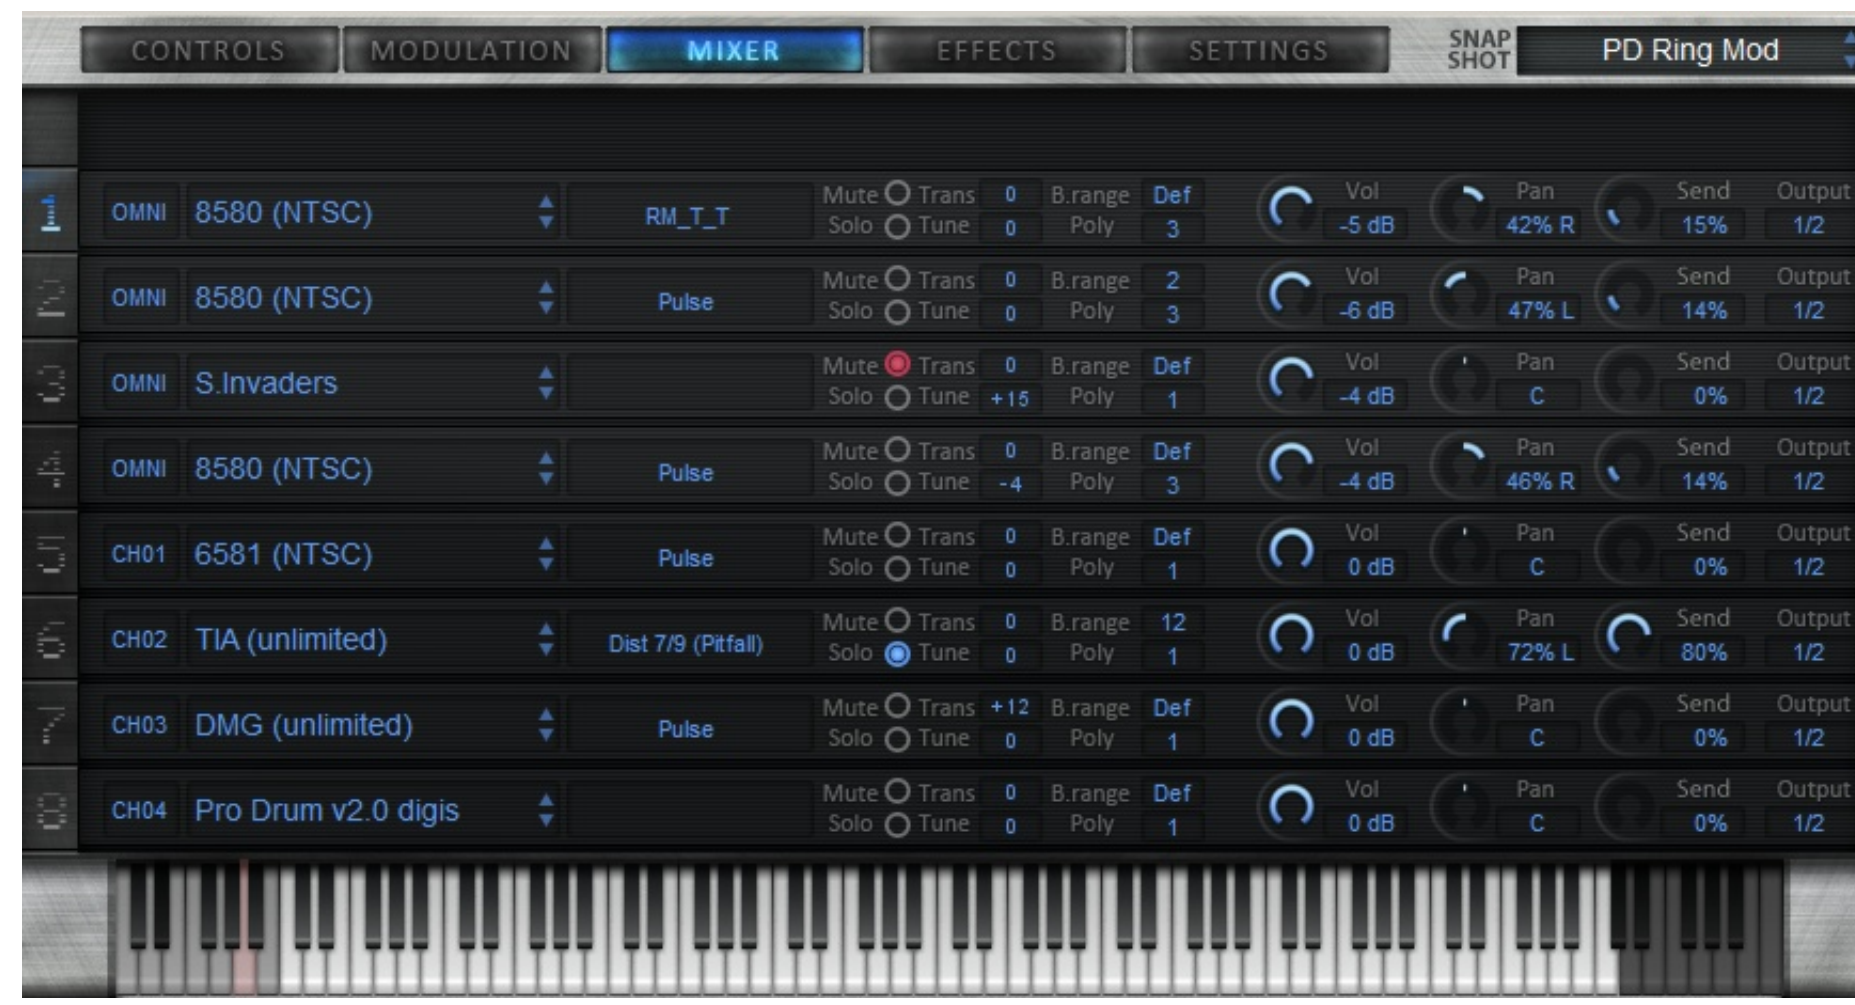 CONTROLS MODULATION MIXER EFFECTS SETTINGS SNAP SHOT PD Ring Mod
1 OMNI 8580 (NTSC) RM_T_T Mute Trans 0 B.range Def Vol Pan Send Output
Solo Tune 0 Poly 3 -5 dB 42% R 15% 1/2
2 OMNI 8580 (NTSC) Pulse Mute Trans 0 B.range 2 Vol Pan Send Output
Solo Tune 0 Poly 3 -6 dB 47% L 14% 1/2
3 OMNI S.Invaders Mute Trans 0 B.range Def Vol Pan Send Output
Solo Tune +15 Poly 1 -4 dB C 0% 1/2
4 OMNI 8580 (NTSC) Pulse Mute Trans 0 B.range Def Vol Pan Send Output
Solo Tune -4 Poly 3 -4 dB 46% R 14% 1/2
5 CH01 6581 (NTSC) Pulse Mute Trans 0 B.range Def Vol Pan Send Output
Solo Tune 0 Poly 1 0 dB C 0% 1/2
6 CH02 TIA (unlimited) Dist 7/9 (Pitfall) Mute Trans 0 B.range 12 Vol Pan Send Output
Solo Tune 0 Poly 1 0 dB 72% L 80% 1/2
7 CH03 DMG (unlimited) Pulse Mute Trans +12 B.range Def Vol Pan Send Output
Solo Tune 0 Poly 1 0 dB C 0% 1/2
8 CH04 Pro Drum v2.0 digis Mute Trans 0 B.range Def Vol Pan Send Output
Solo Tune 0 Poly 1 0 dB C 0% 1/2